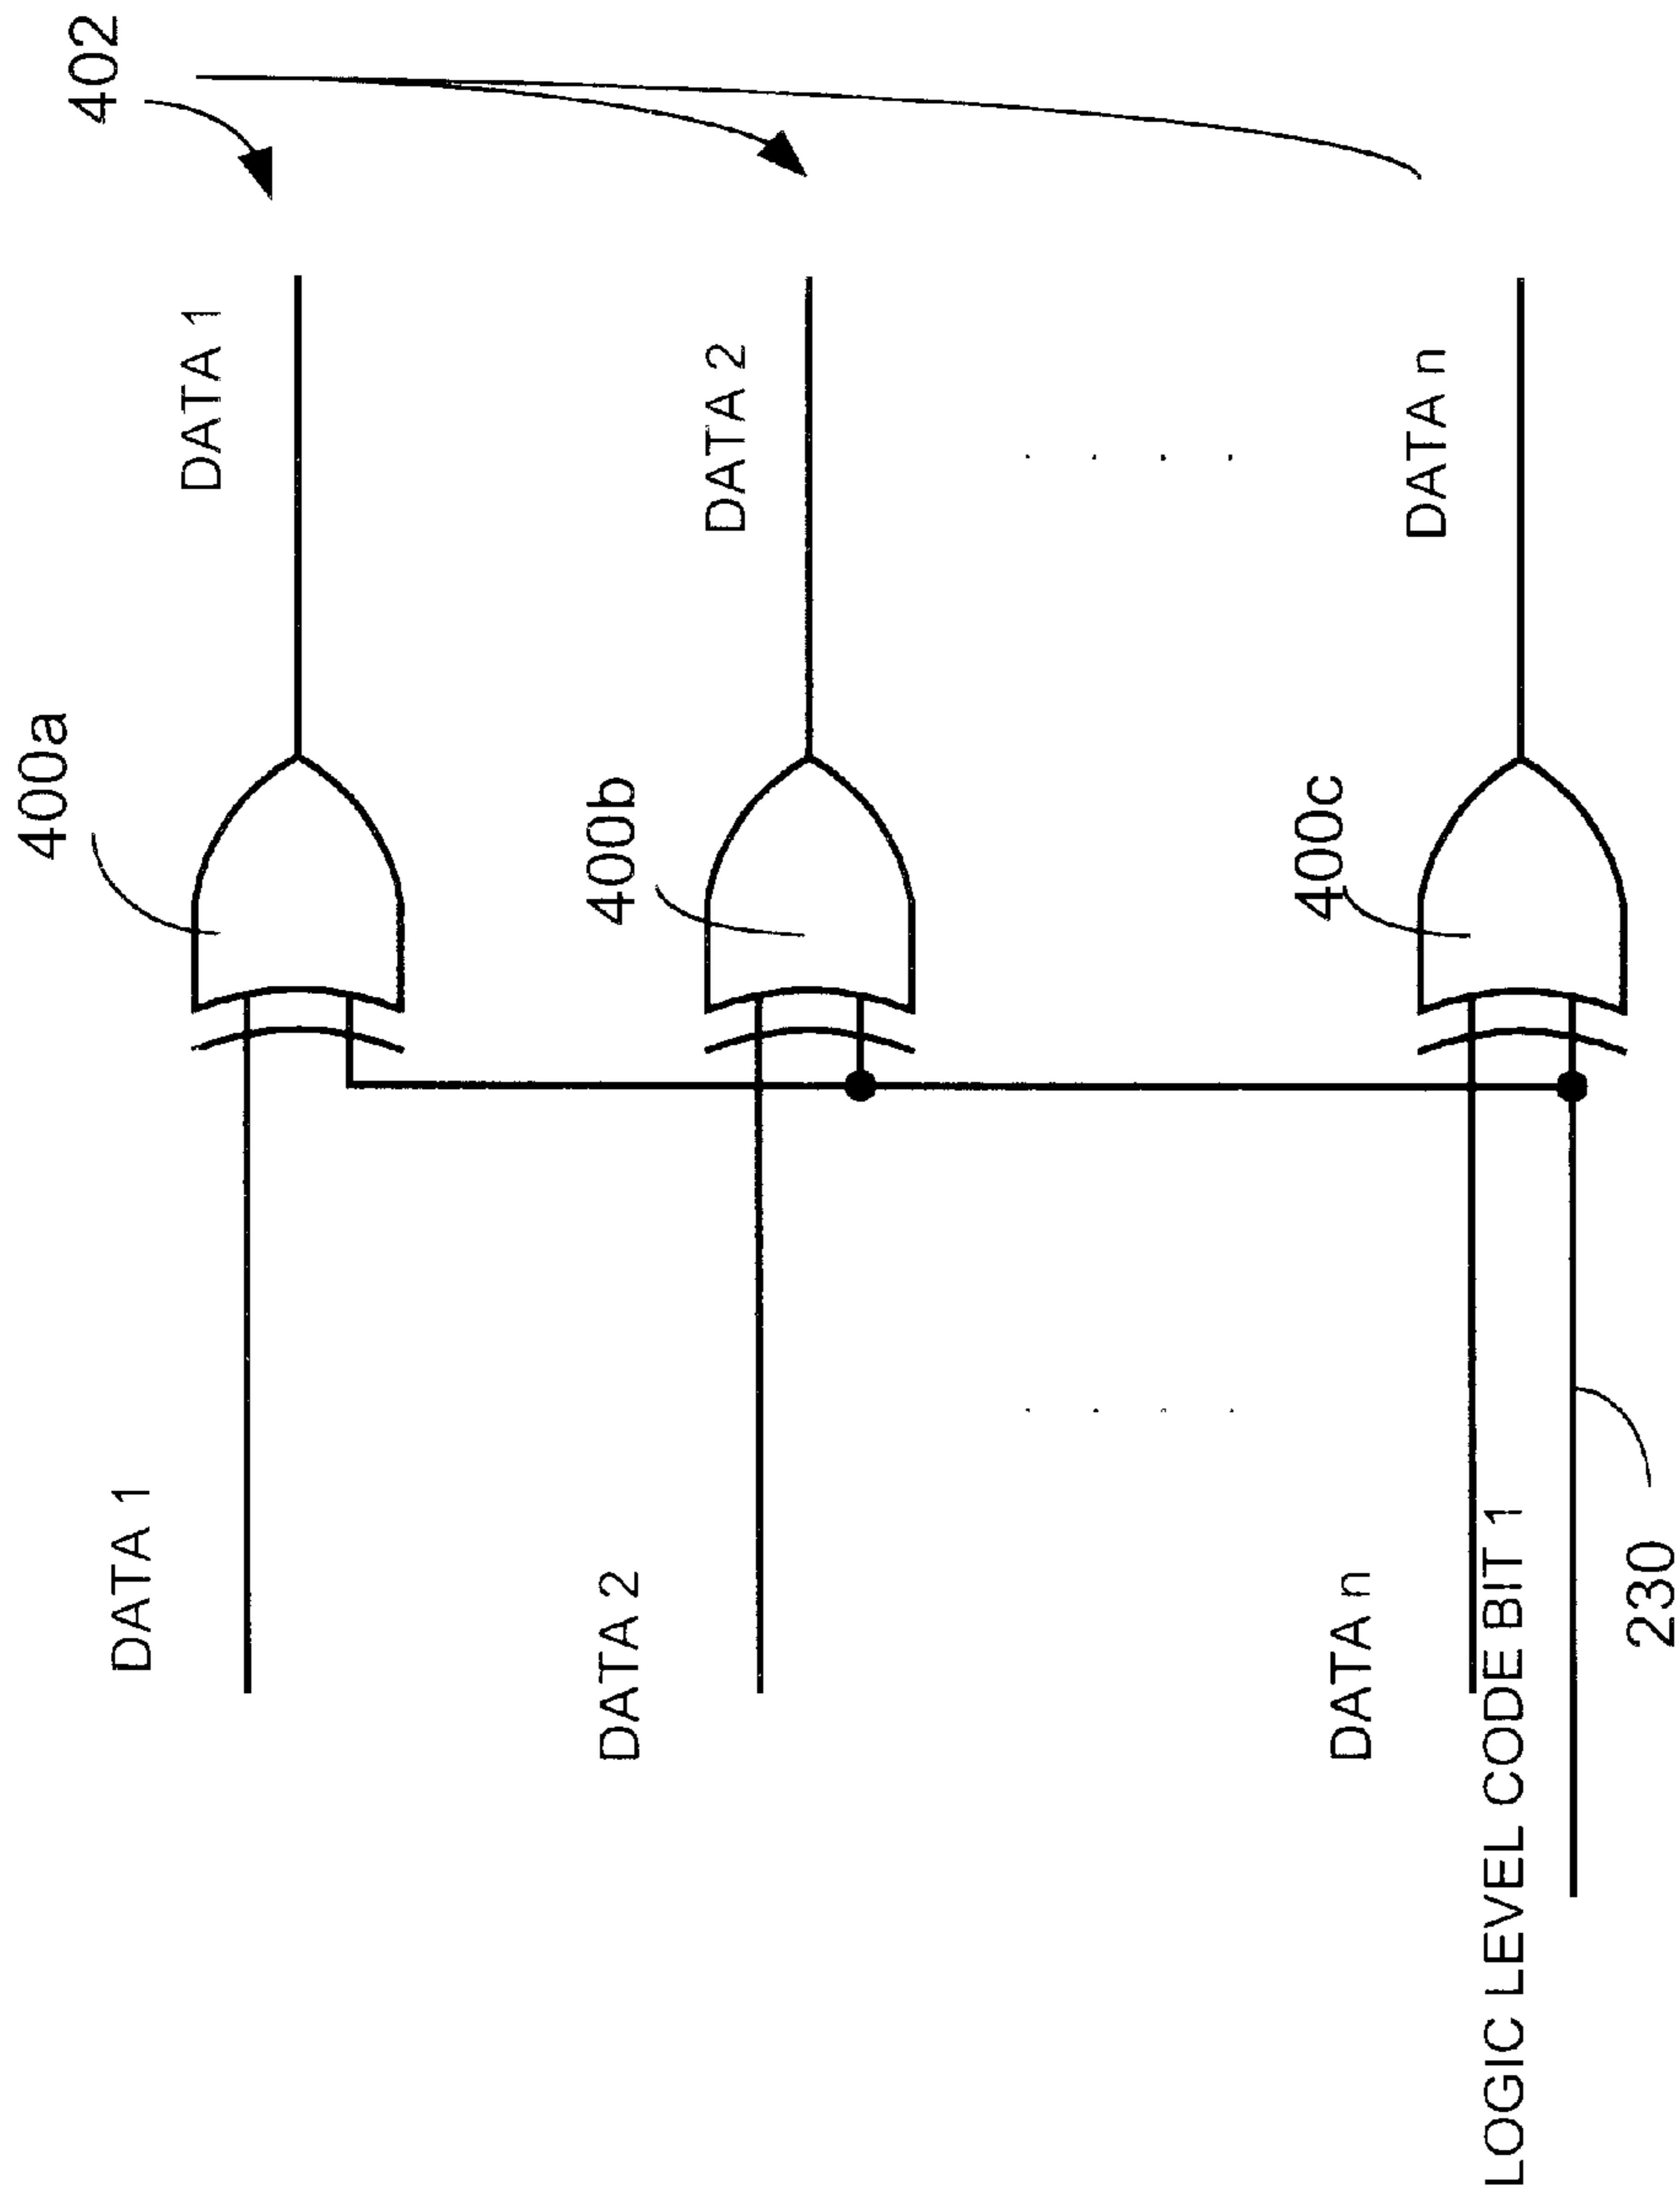 402
400a
DATA 1
DATA 1
400b
DATA 2
DATA 2
400c
DATA n
DATA n
LOGIC LEVEL CODE BIT 1
230